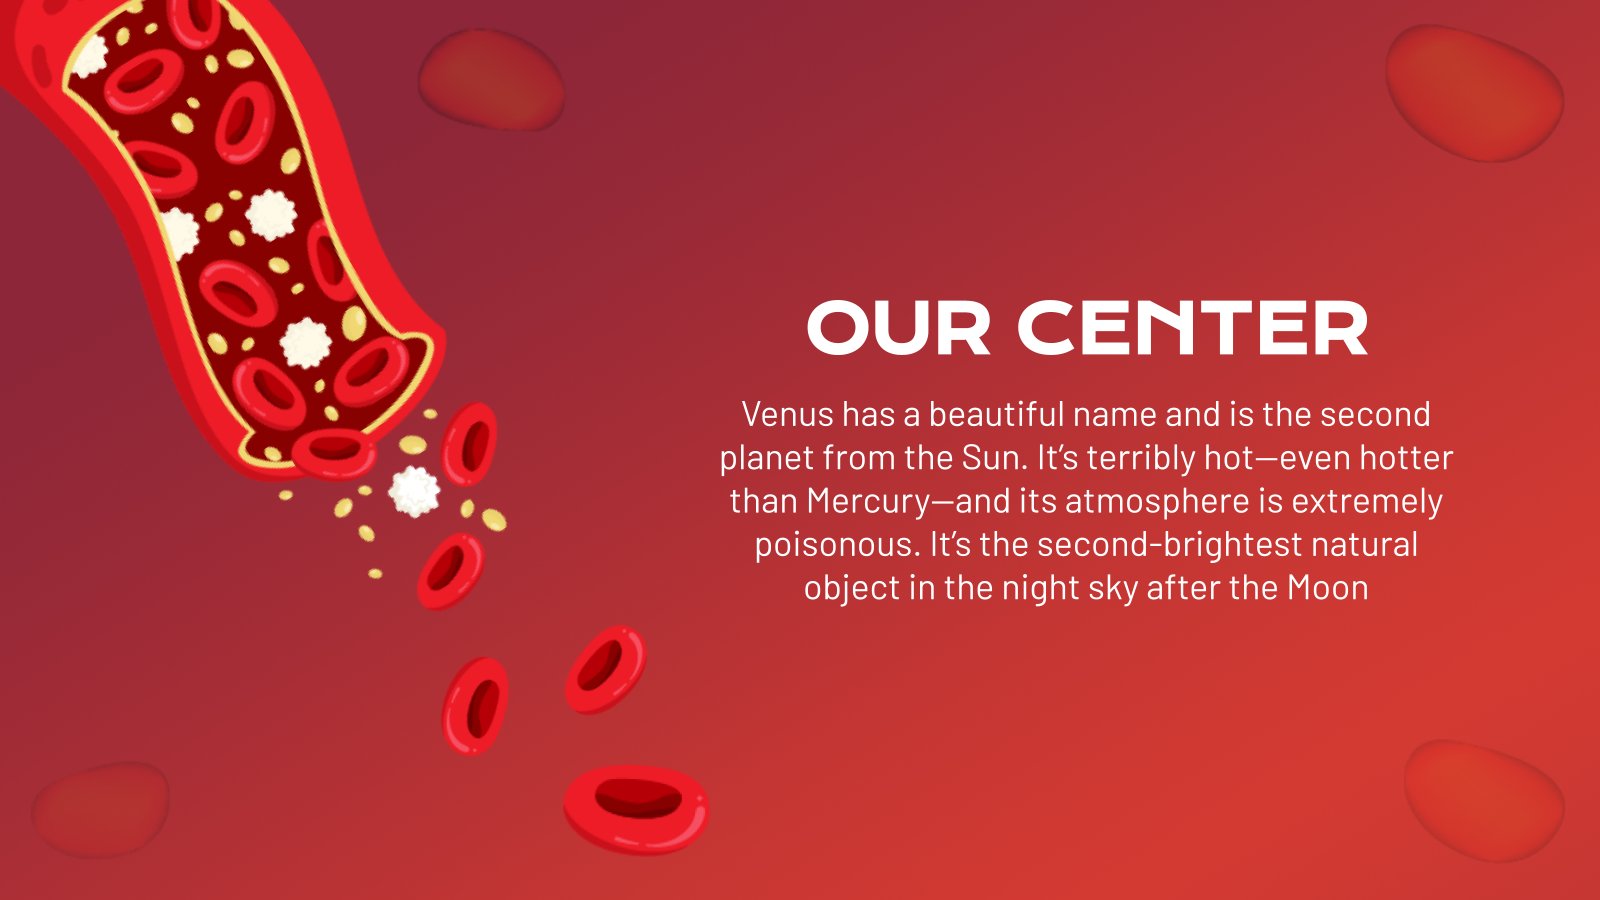 OUR CENTER
Venus has a beautiful name and is the second
planet from the Sun. It’s terribly hot—even hotter
than Mercury—and its atmosphere is extremely
poisonous. It’s the second-brightest natural
object in the night sky after the Moon